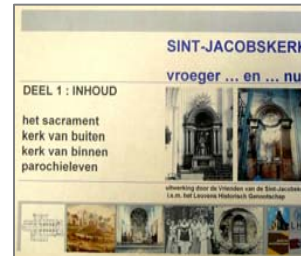 SINT-JACOBSKERK
vroeger ... en ... nu
DEEL 1 : INHOUD
het sacrament
kerk van buiten
kerk van binnen
parochieleven
uitwerking door de Vrienden van de Sint-Jacobs
i.s.m. het Leuvens Historisch Genootschap